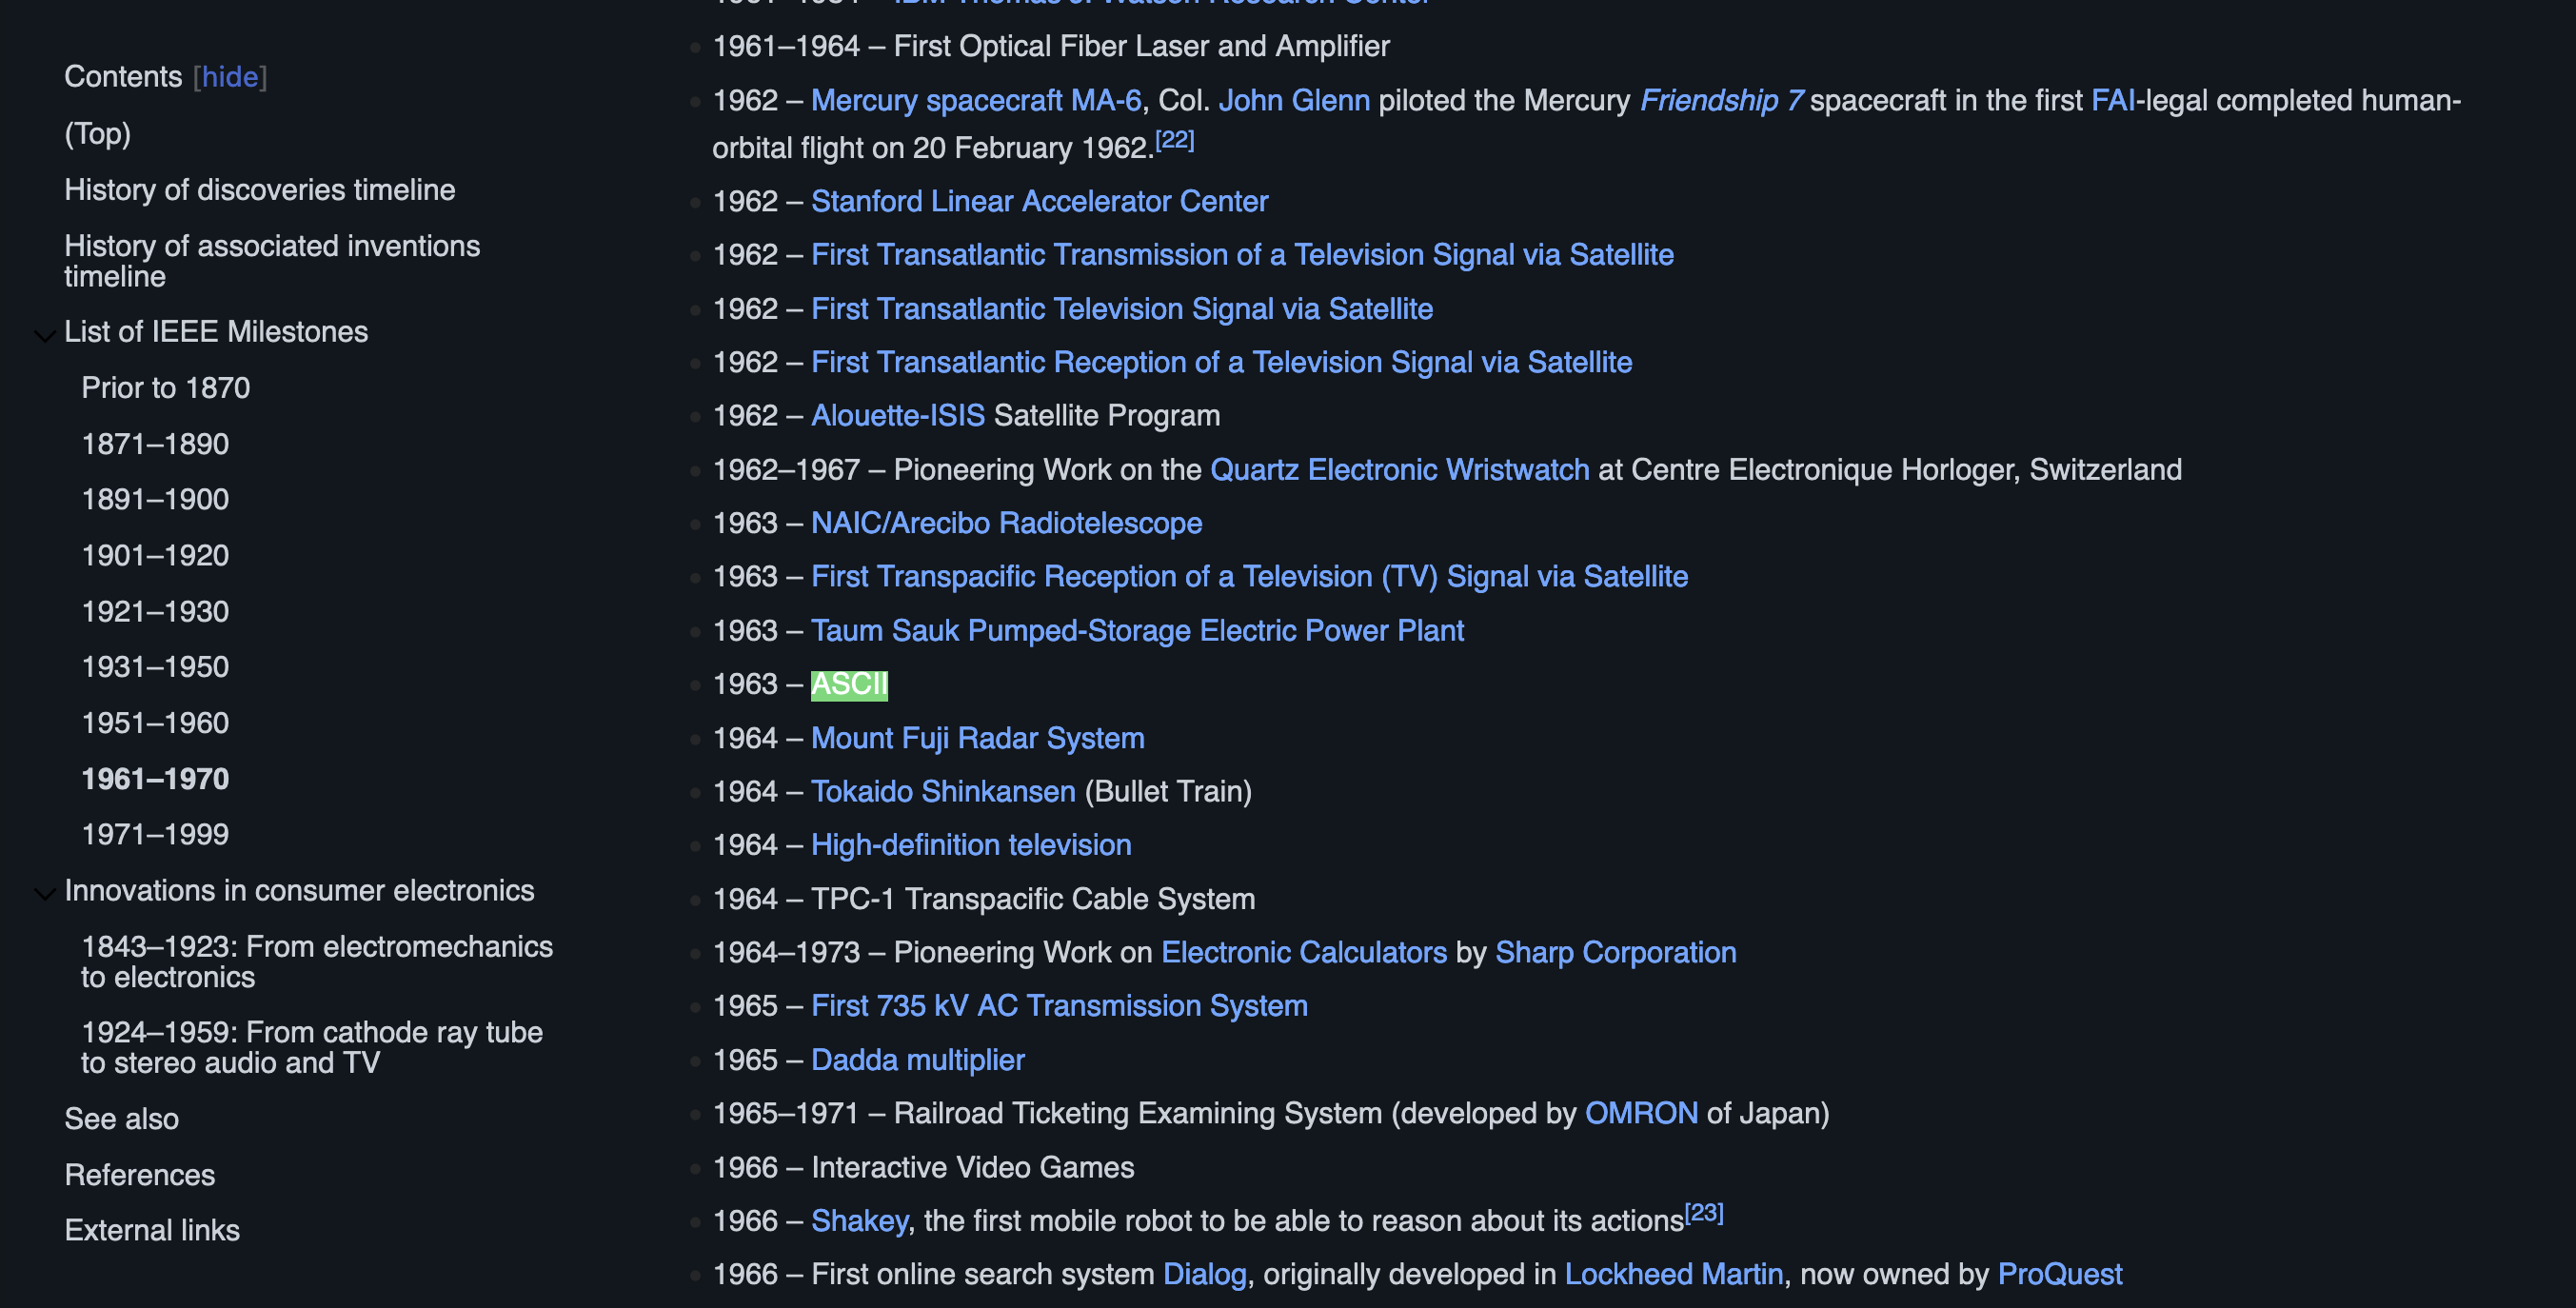 Contents [hide]
(Top)
History of discoveries timeline
History of associated inventions
timeline
List of IEEE Milestones
Prior to 1870
1871–1890
1891–1900
1901–1920
1921–1930
1931–1950
1951–1960
1961–1970
1971–1999
Innovations in consumer electronics
1843–1923: From electromechanics
to electronics
1924–1959: From cathode ray tube
to stereo audio and TV
See also
References
External links
IBM Thomas J. Watson Research Center
1961–1964 – First Optical Fiber Laser and Amplifier
1962 – Mercury spacecraft MA-6, Col. John Glenn piloted the Mercury Friendship 7 spacecraft in the first FAI-legal completed human-
orbital flight on 20 February 1962.[22]
1962 – Stanford Linear Accelerator Center
1962 – First Transatlantic Transmission of a Television Signal via Satellite
1962 – First Transatlantic Television Signal via Satellite
1962 – First Transatlantic Reception of a Television Signal via Satellite
1962 – Alouette-ISIS Satellite Program
1962–1967 – Pioneering Work on the Quartz Electronic Wristwatch at Centre Electronique Horloger, Switzerland
1963 – NAIC/Arecibo Radiotelescope
1963 – First Transpacific Reception of a Television (TV) Signal via Satellite
1963 – Taum Sauk Pumped-Storage Electric Power Plant
1963 – ASCII
1964 – Mount Fuji Radar System
1964 – Tokaido Shinkansen (Bullet Train)
1964 – High-definition television
1964 – TPC-1 Transpacific Cable System
1964–1973 – Pioneering Work on Electronic Calculators by Sharp Corporation
1965 – First 735 kV AC Transmission System
1965 – Dadda multiplier
1965–1971 – Railroad Ticketing Examining System (developed by OMRON of Japan)
1966 – Interactive Video Games
1966 – Shakey, the first mobile robot to be able to reason about its actions[23]
1966 – First online search system Dialog, originally developed in Lockheed Martin, now owned by ProQuest